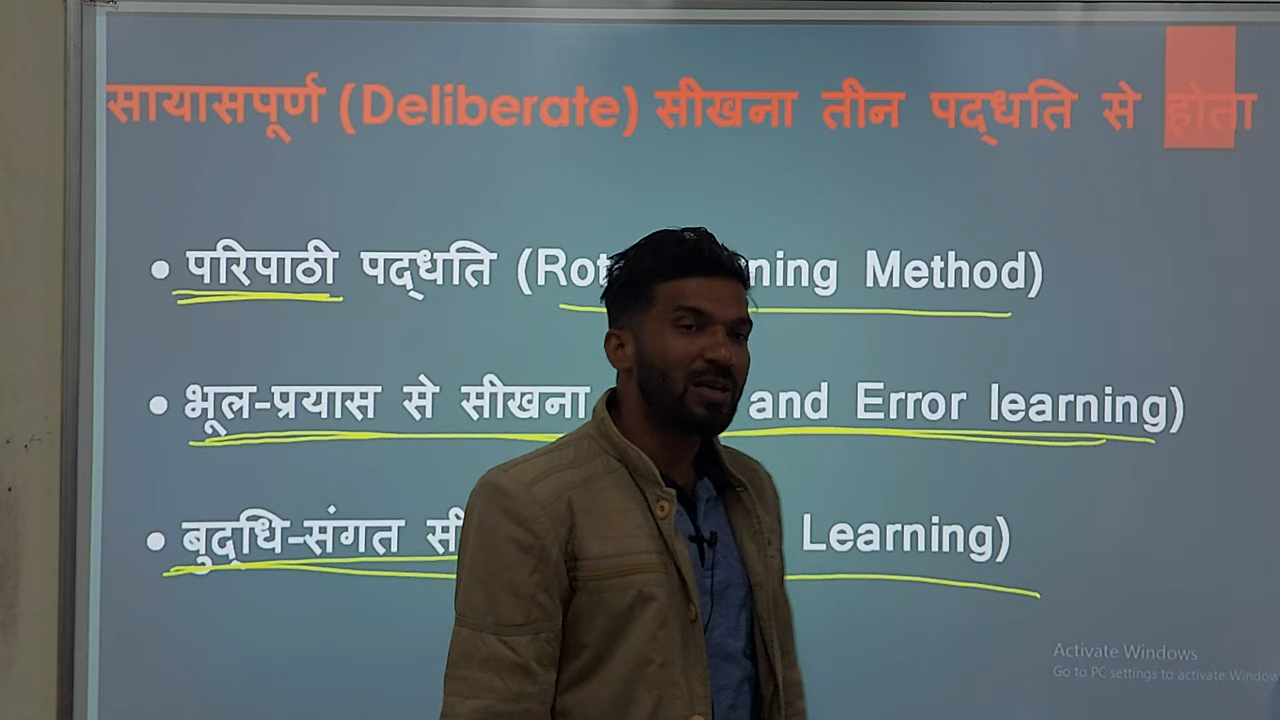 सायासपूर्ण (Deliberate) सीखना तीन पद्धति से होता
• परिपाठी पद्धति (Rot ning Method)
• भूल-प्रयास से सीखना and Error learning)
• बुद्धि-संगत सी Learning)
Activate Windows
Go to PC settings to activate Window